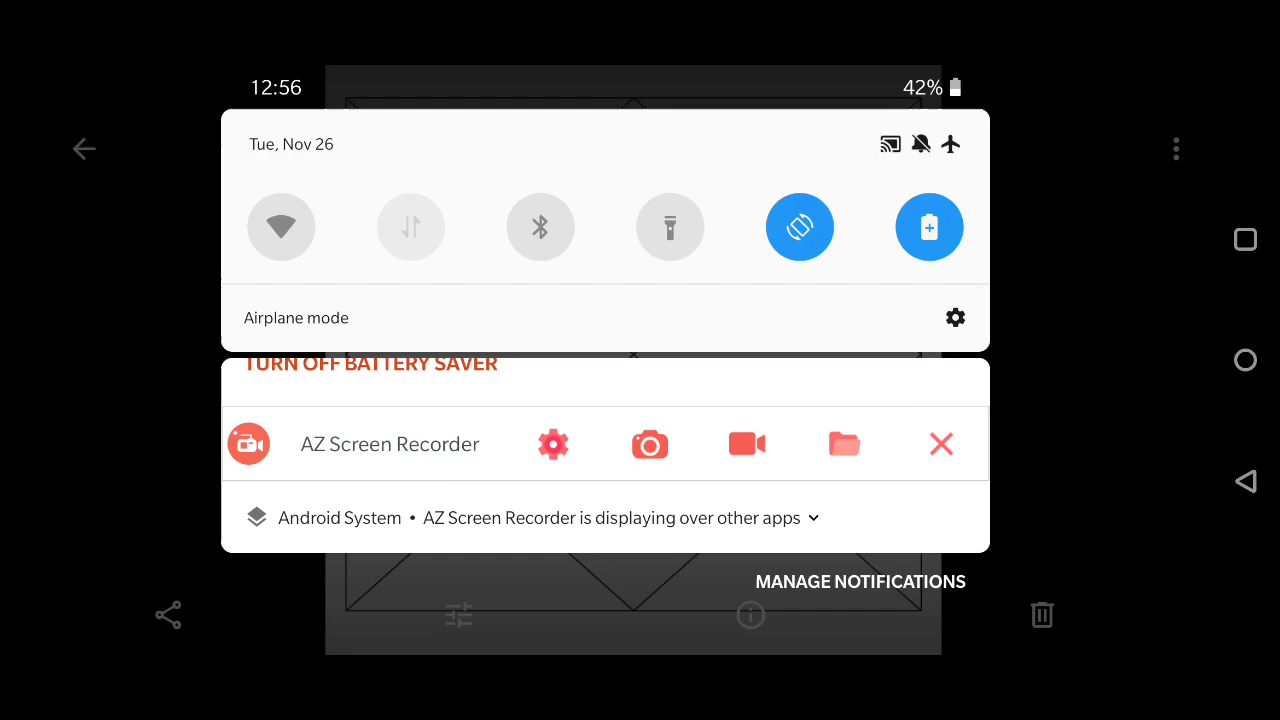 12:56
42%
Tue, Nov 26
Airplane mode
TURN OFF BATTERY SAVER
AZ Screen Recorder
Android System • AZ Screen Recorder is displaying over other apps
MANAGE NOTIFICATIONS